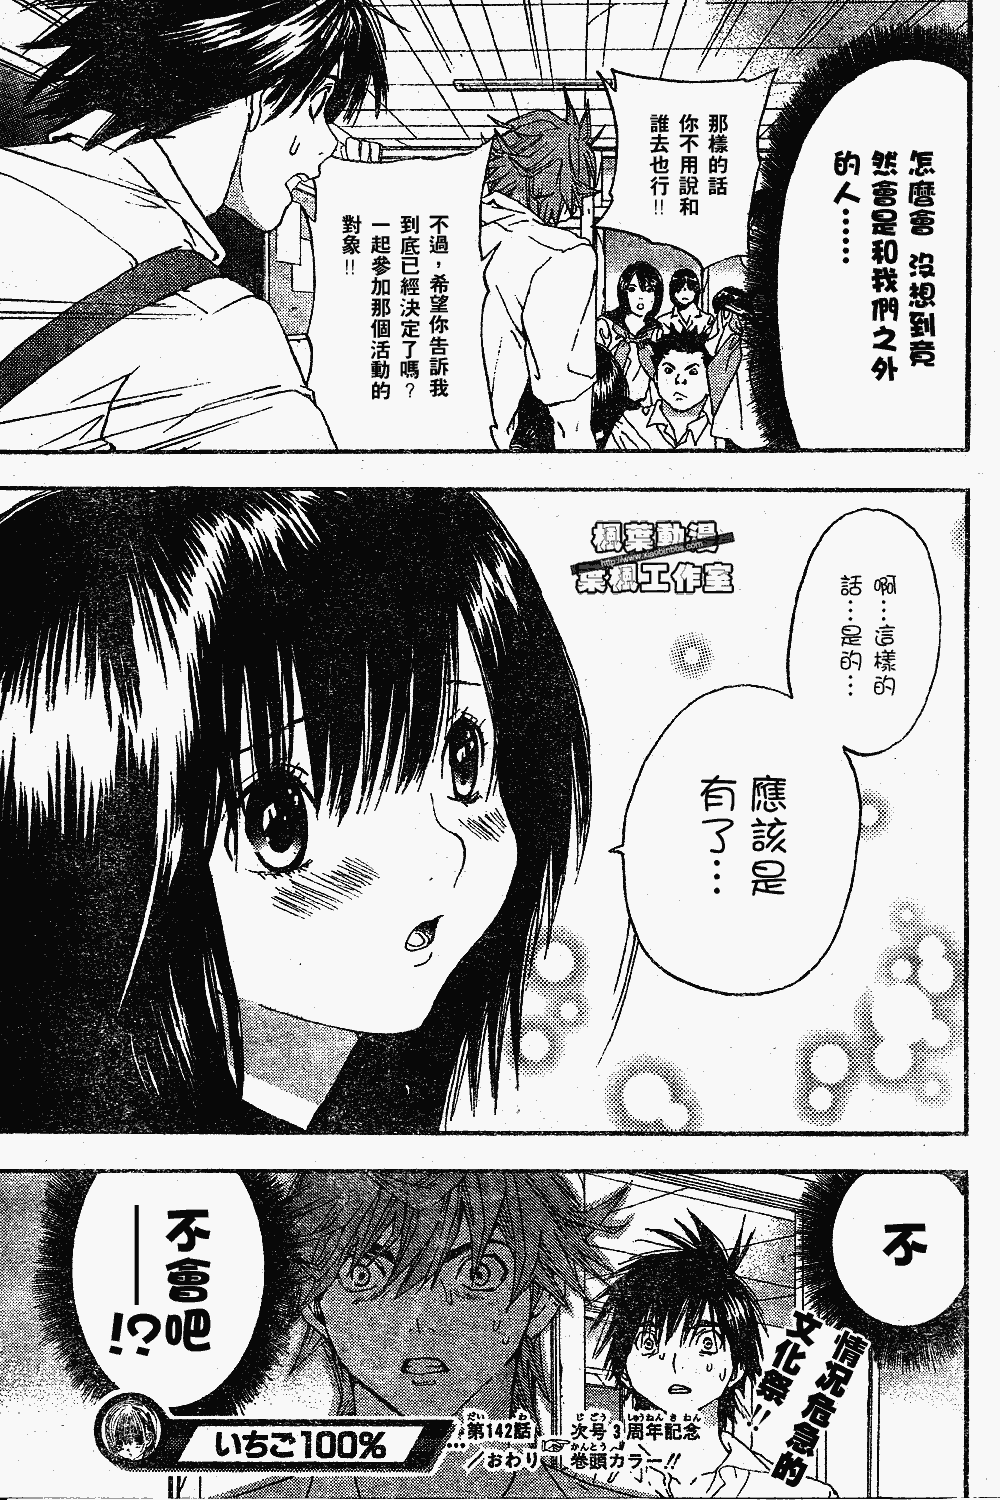 怎麼會 沒想到竟
然會是和我們之外
的人……
那樣的話
你不用說和
誰去也行!!
不過，希望你告訴我
到底已經決定了嗎？
一起參加那個活動的
對象!!
楓葉動漫
http://www.xiaobinbbs.com
栞楓工作室
啊…這樣的
話…是的…
應該是
有了…
不
不會吧
——!?
情況危急的
文化祭!!
いちご100%
第142話
…／おわり
次号3周年記念
巻頭カラー!!